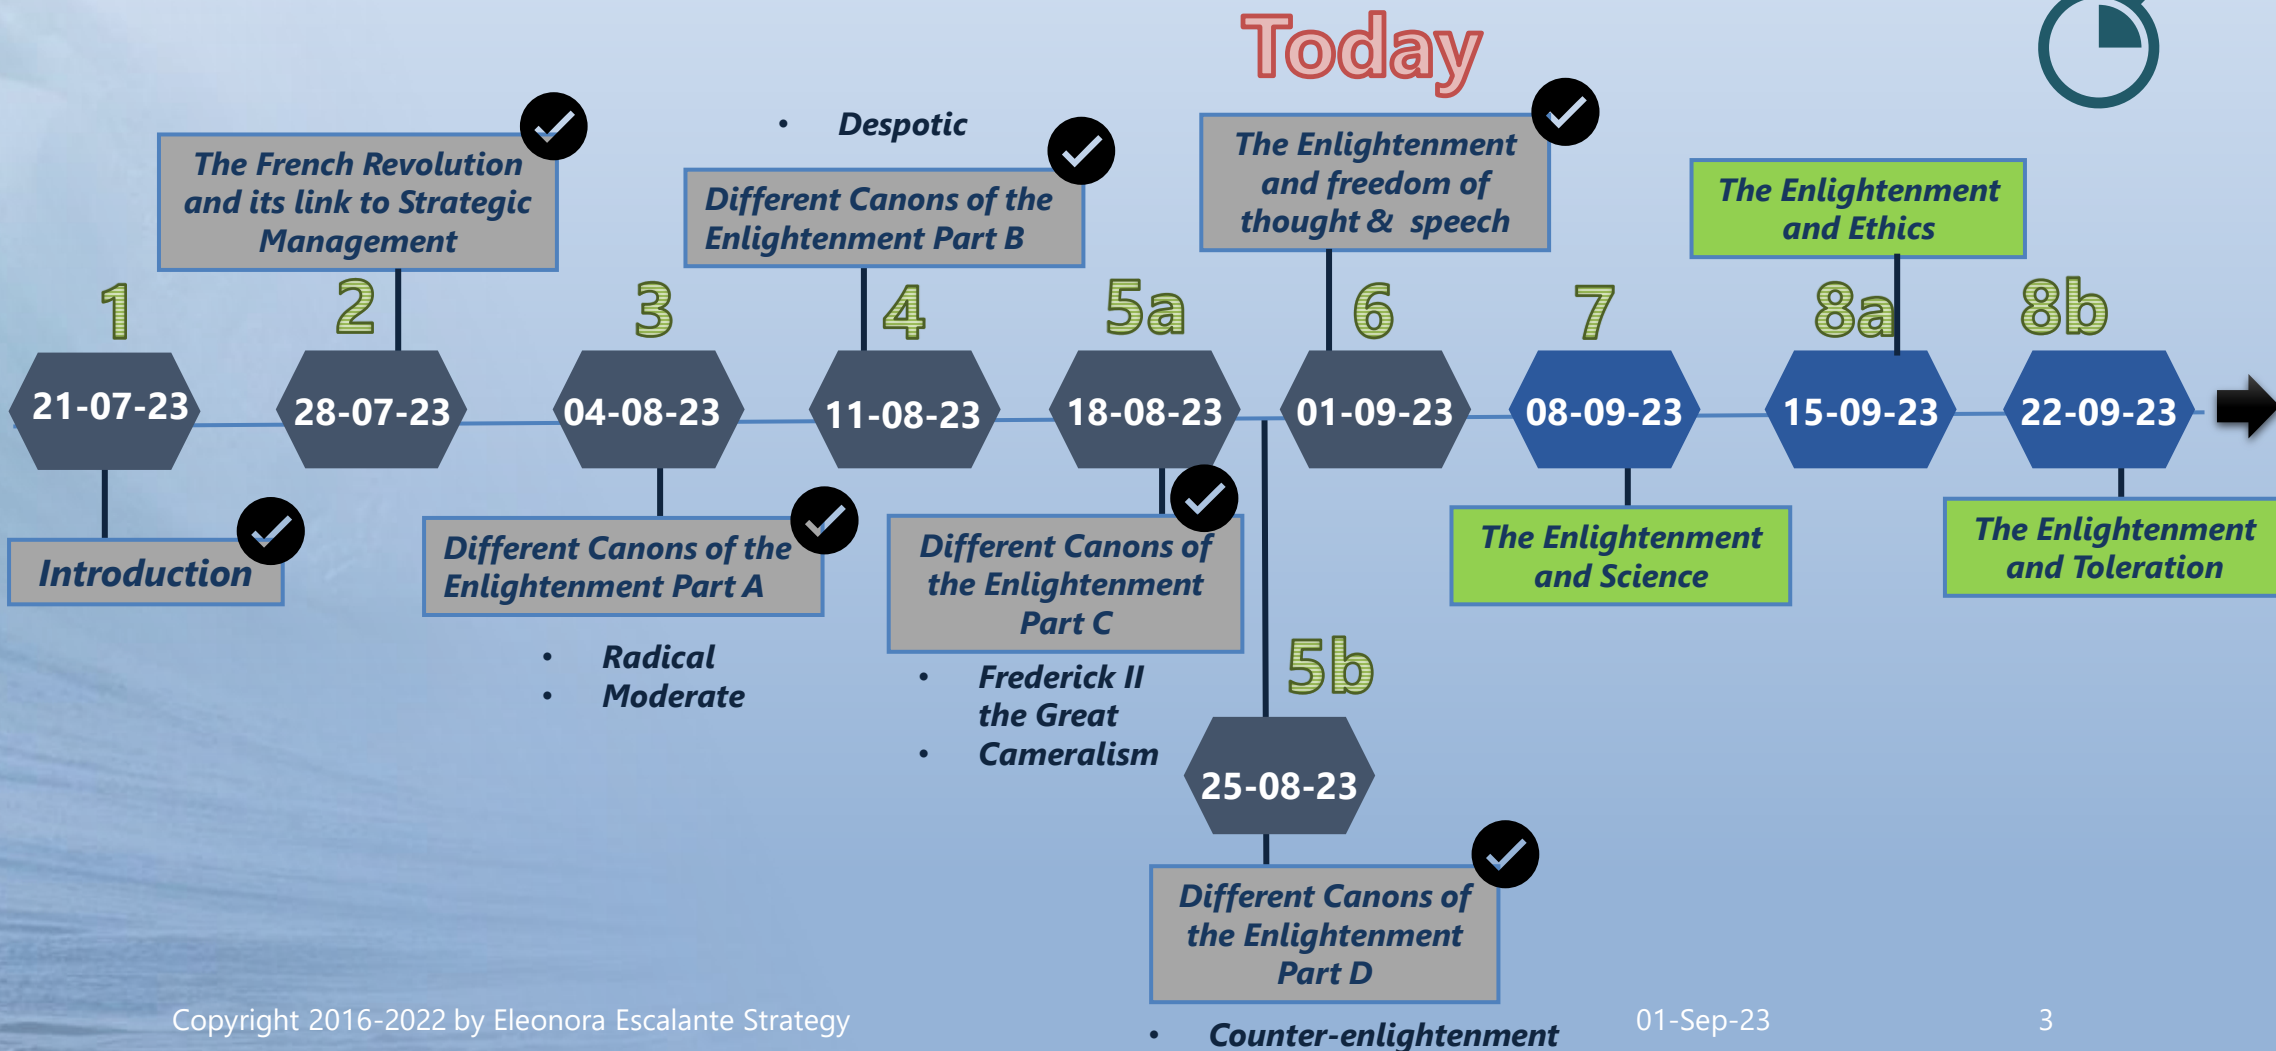 Today
• Despotic
The French Revolution
and its link to Strategic
Management
Different Canons of the
Enlightenment Part B
The Enlightenment
and freedom of
thought & speech
The Enlightenment
and Ethics
1
2
3
4
5a
6
7
8a
8b
21-07-23
28-07-23
04-08-23
11-08-23
18-08-23
01-09-23
08-09-23
15-09-23
22-09-23
Introduction
Different Canons of the
Enlightenment Part A
• Radical
• Moderate
Different Canons of
the Enlightenment
Part C
• Frederick II
the Great
• Cameralism
The Enlightenment
and Science
The Enlightenment
and Toleration
5b
25-08-23
Different Canons of
the Enlightenment
Part D
• Counter-enlightenment
Copyright 2016-2022 by Eleonora Escalante Strategy
01-Sep-23
3